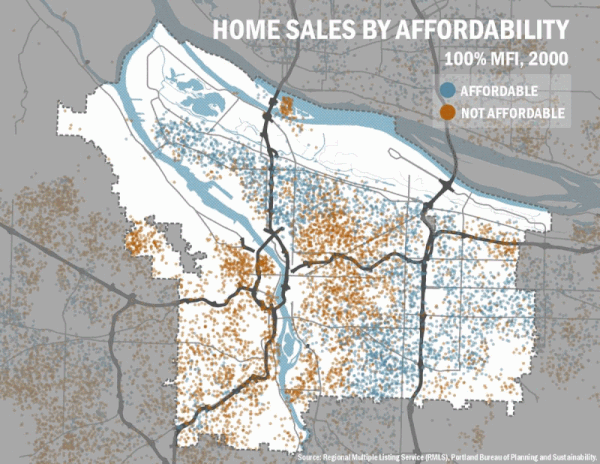 HOME SALES BY AFFORDABILITY
100% MFI, 2000
AFFORDABLE
NOT AFFORDABLE
Source: Regional Multiple Listing Service (RMLS), Portland Bureau of Planning and Sustainability.